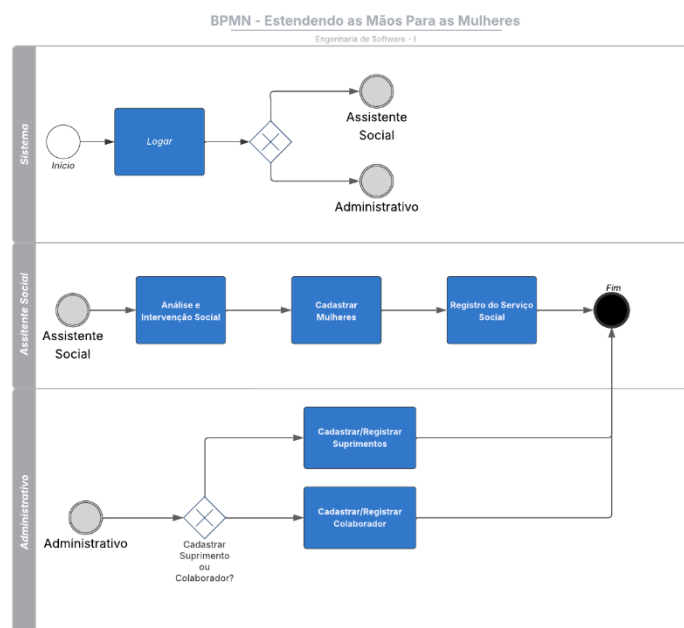 BPMN - Estendendo as Mãos Para as Mulheres
Engenharia de Software - I
Sistema
Início
Logar
Assistente
Social
Administrativo
Assitente Social
Assistente
Social
Análise e
Intervenção Social
Cadastrar
Mulheres
Registro do Serviço
Social
Fim
Administrativo
Administrativo
Cadastrar
Suprimento
ou
Colaborador?
Cadastrar/Registrar
Suprimentos
Cadastrar/Registrar
Colaborador